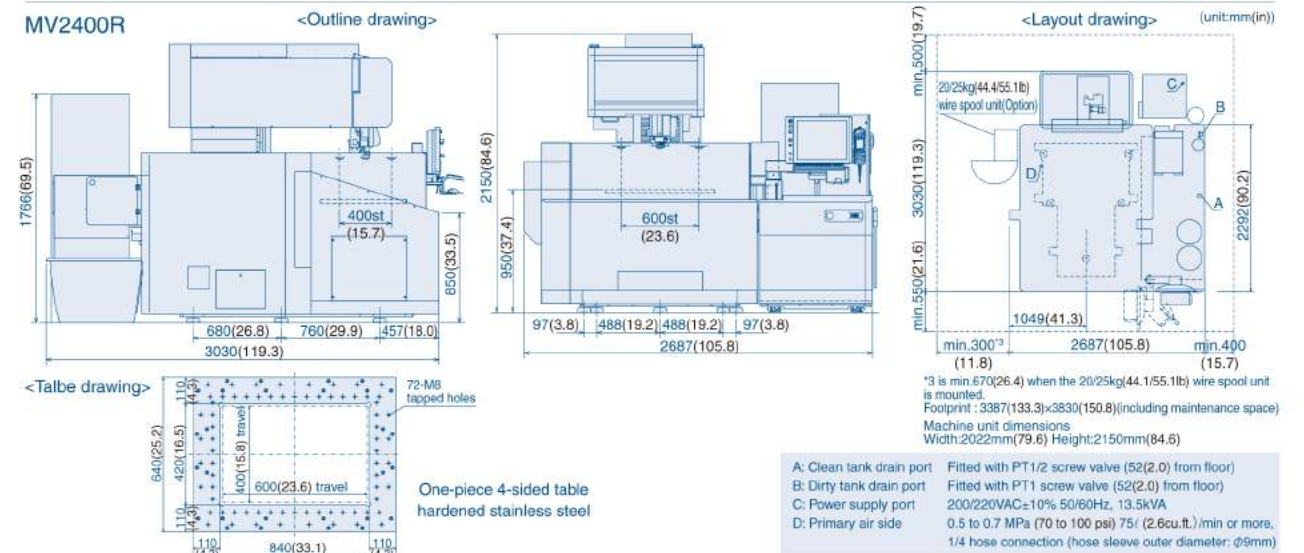 MV2400R
<Outline drawing>
<Layout drawing>
(unit:mm(in))
1766(69.5)
400st
(15.7)
850(33.5)
680(26.8)
760(29.9)
457(18.0)
3030(119.3)
2150(84.6)
950(37.4)
600st
(23.6)
97(3.8)
488(19.2)
488(19.2)
97(3.8)
2687(105.8)
min.500(19.7)
20/25kg(44.4/55.1lb)
wire spool unit(Option)
C
B
D
A
3030(119.3)
2292(90.2)
min.550(21.6)
1049(41.3)
min.300*3
(11.8)
2687(105.8)
min.400
(15.7)
*3 is min.670(26.4) when the 20/25kg(44.1/55.1lb) wire spool unit
is mounted.
Footprint : 3387(133.3)×3830(150.8)(including maintenance space)
Machine unit dimensions
Width:2022mm(79.6) Height:2150mm(84.6)
<Talbe drawing>
72-M8
tapped holes
110
(4.3)
640(25.2)
420(16.5)
400(15.8) travel
600(23.6) travel
110
(4.3)
110
840(33.1)
110
One-piece 4-sided table
hardened stainless steel
A: Clean tank drain port Fitted with PT1/2 screw valve (52(2.0) from floor)
B: Dirty tank drain port Fitted with PT1 screw valve (52(2.0) from floor)
C: Power supply port 200/220VAC±10% 50/60Hz, 13.5kVA
D: Primary air side 0.5 to 0.7 MPa (70 to 100 psi) 75ℓ (2.6cu.ft.)/min or more,
1/4 hose connection (hose sleeve outer diameter: Φ9mm)